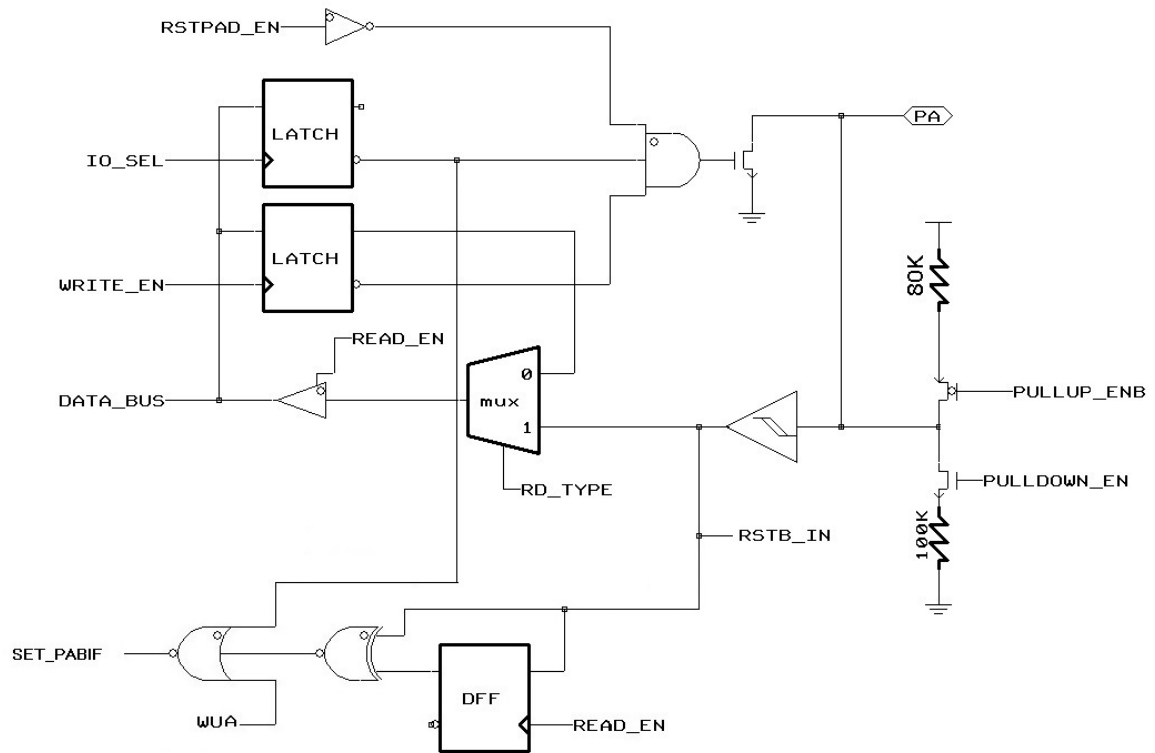 RSTPAD_EN
LATCH
PA
IO_SEL
LATCH
80K
WRITE_EN
READ_EN
0
PULLUP_ENB
DATA_BUS
mux
1
PULLDOWN_EN
RD_TYPE
100K
RSTB_IN
SET_PABIF
DFF
WUA
READ_EN